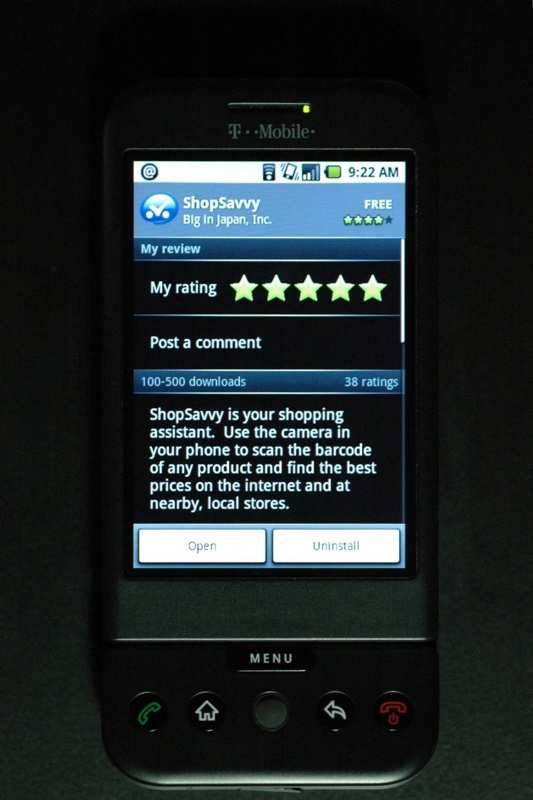 T··Mobile·
@ 9:22 AM
ShopSavvy FREE
Big in Japan, Inc.
My review
My rating
Post a comment
100-500 downloads 38 ratings
ShopSavvy is your shopping
assistant. Use the camera in
your phone to scan the barcode
of any product and find the best
prices on the internet and at
nearby, local stores.
Open Uninstall
MENU